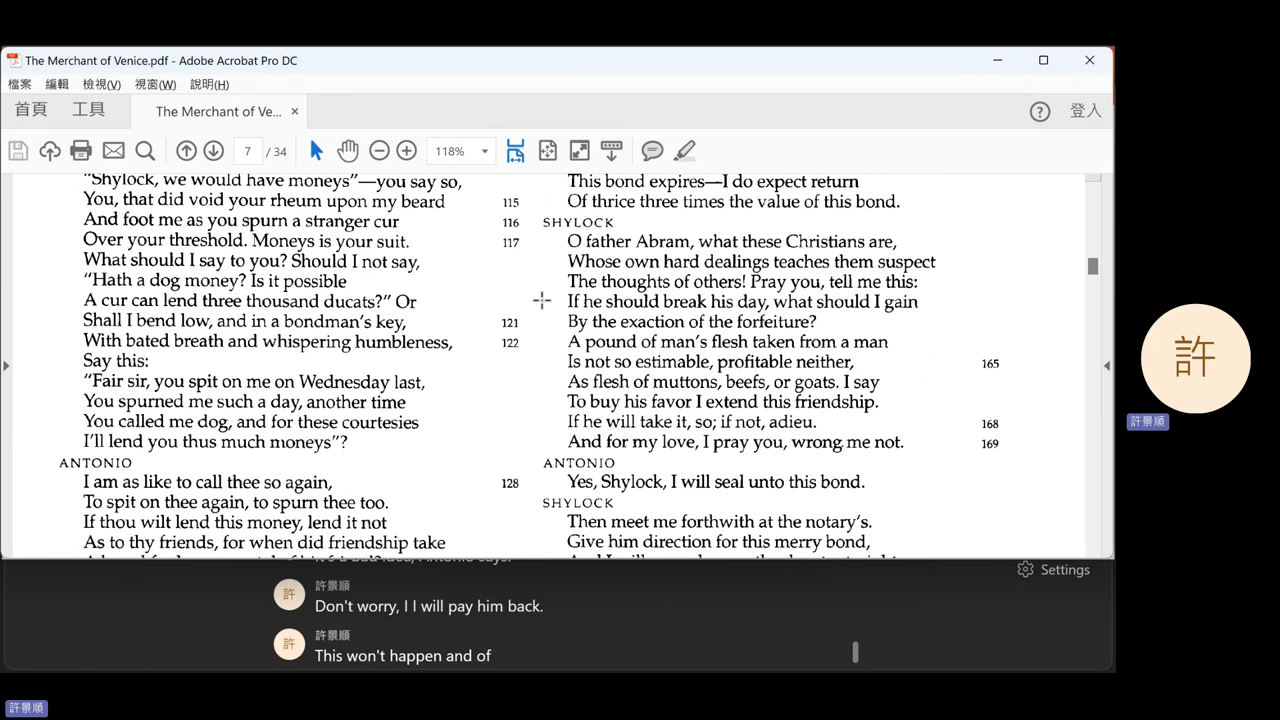 The Merchant of Venice.pdf - Adobe Acrobat Pro DC
檔案 編輯 檢視(V) 視窗(W) 說明(H)
首頁 工具 The Merchant of Ve... × ? 登入
7 / 34 118%
"Shylock, we would have moneys"—you say so,
You, that did void your rheum upon my beard 115
And foot me as you spurn a stranger cur 116
Over your threshold. Moneys is your suit. 117
What should I say to you? Should I not say,
"Hath a dog money? Is it possible
A cur can lend three thousand ducats?" Or
Shall I bend low, and in a bondman's key, 121
With bated breath and whispering humbleness, 122
Say this:
"Fair sir, you spit on me on Wednesday last,
You spurned me such a day, another time
You called me dog, and for these courtesies
I'll lend you thus much moneys"?
ANTONIO
I am as like to call thee so again, 128
To spit on thee again, to spurn thee too.
If thou wilt lend this money, lend it not
As to thy friends, for when did friendship take
This bond expires—I do expect return
Of thrice three times the value of this bond.
SHYLOCK
O father Abram, what these Christians are,
Whose own hard dealings teaches them suspect
The thoughts of others! Pray you, tell me this:
If he should break his day, what should I gain
By the exaction of the forfeiture?
A pound of man's flesh taken from a man
Is not so estimable, profitable neither, 165
As flesh of muttons, beefs, or goats. I say
To buy his favor I extend this friendship.
If he will take it, so; if not, adieu. 168
And for my love, I pray you, wrong me not. 169
ANTONIO
Yes, Shylock, I will seal unto this bond.
SHYLOCK
Then meet me forthwith at the notary's.
Give him direction for this merry bond,
Settings
許 許景順
Don't worry, I I will pay him back.
許 許景順
This won't happen and of
許
許景順
許景順